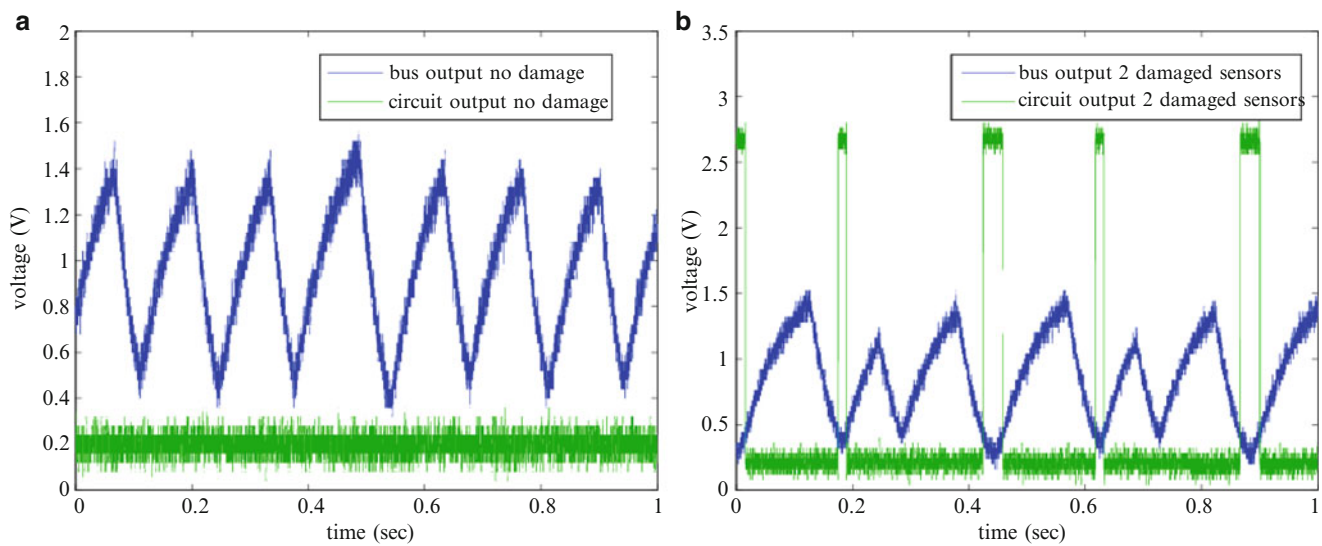 a
2
1.8
1.6
1.4
1.2
1
0.8
0.6
0.4
0.2
0
voltage (V)
bus output no damage
circuit output no damage
0 0.2 0.4 0.6 0.8 1
time (sec)
b
3.5
3
2.5
2
1.5
1
0.5
0
voltage (V)
bus output 2 damaged sensors
circuit output 2 damaged sensors
0 0.2 0.4 0.6 0.8 1
time (sec)